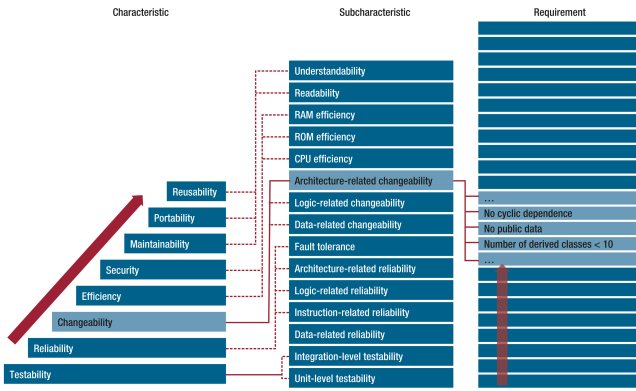 Characteristic
Subcharacteristic
Requirement
Understandability
Readability
RAM efficiency
ROM efficiency
CPU efficiency
Architecture-related changeability
Logic-related changeability
Data-related changeability
Fault tolerance
Architecture-related reliability
Logic-related reliability
Instruction-related reliability
Data-related reliability
Integration-level testability
Unit-level testability
Reusability
Portability
Maintainability
Security
Efficiency
Changeability
Reliability
Testability
...
No cyclic dependence
No public data
Number of derived classes < 10
...